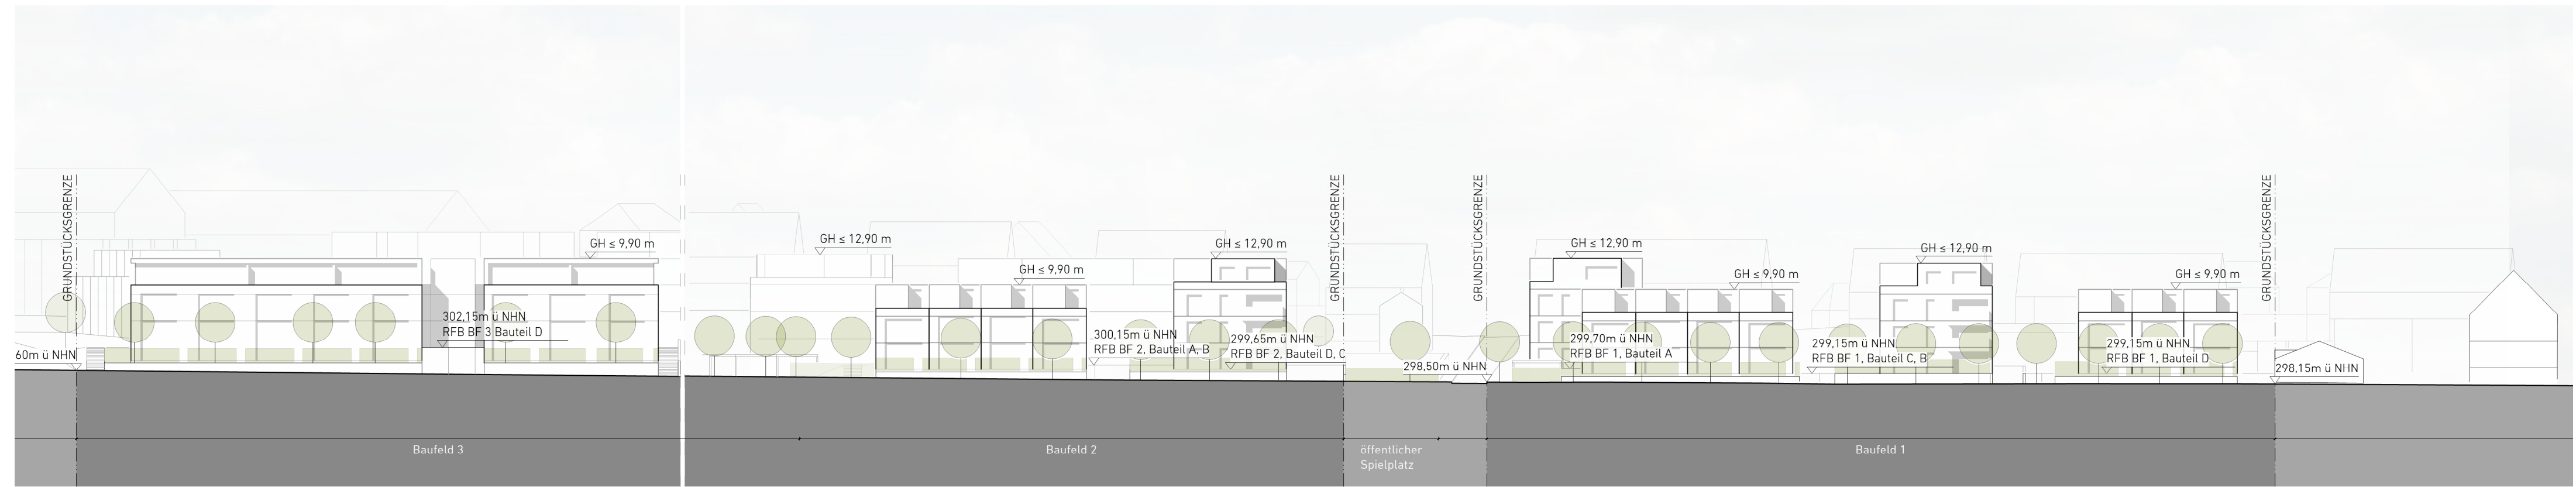 GRUNDSTÜCKSGRENZE
60m ü NHN
GH ≤ 9,90 m
302,15m ü NHN
RFB BF 3 Bauteil D
GH ≤ 12,90 m
GH ≤ 9,90 m
300,15m ü NHN
RFB BF 2, Bauteil A, B
GH ≤ 12,90 m
299,65m ü NHN
RFB BF 2, Bauteil D, C
GRUNDSTÜCKSGRENZE
298,50m ü NHN
GRUNDSTÜCKSGRENZE
GH ≤ 12,90 m
299,70m ü NHN
RFB BF 1, Bauteil A
GH ≤ 9,90 m
GH ≤ 12,90 m
299,15m ü NHN
RFB BF 1, Bauteil C, B
GH ≤ 9,90 m
299,15m ü NHN
RFB BF 1, Bauteil D
GRUNDSTÜCKSGRENZE
298,15m ü NHN
Baufeld 3
Baufeld 2
öffentlicher
Spielplatz
Baufeld 1